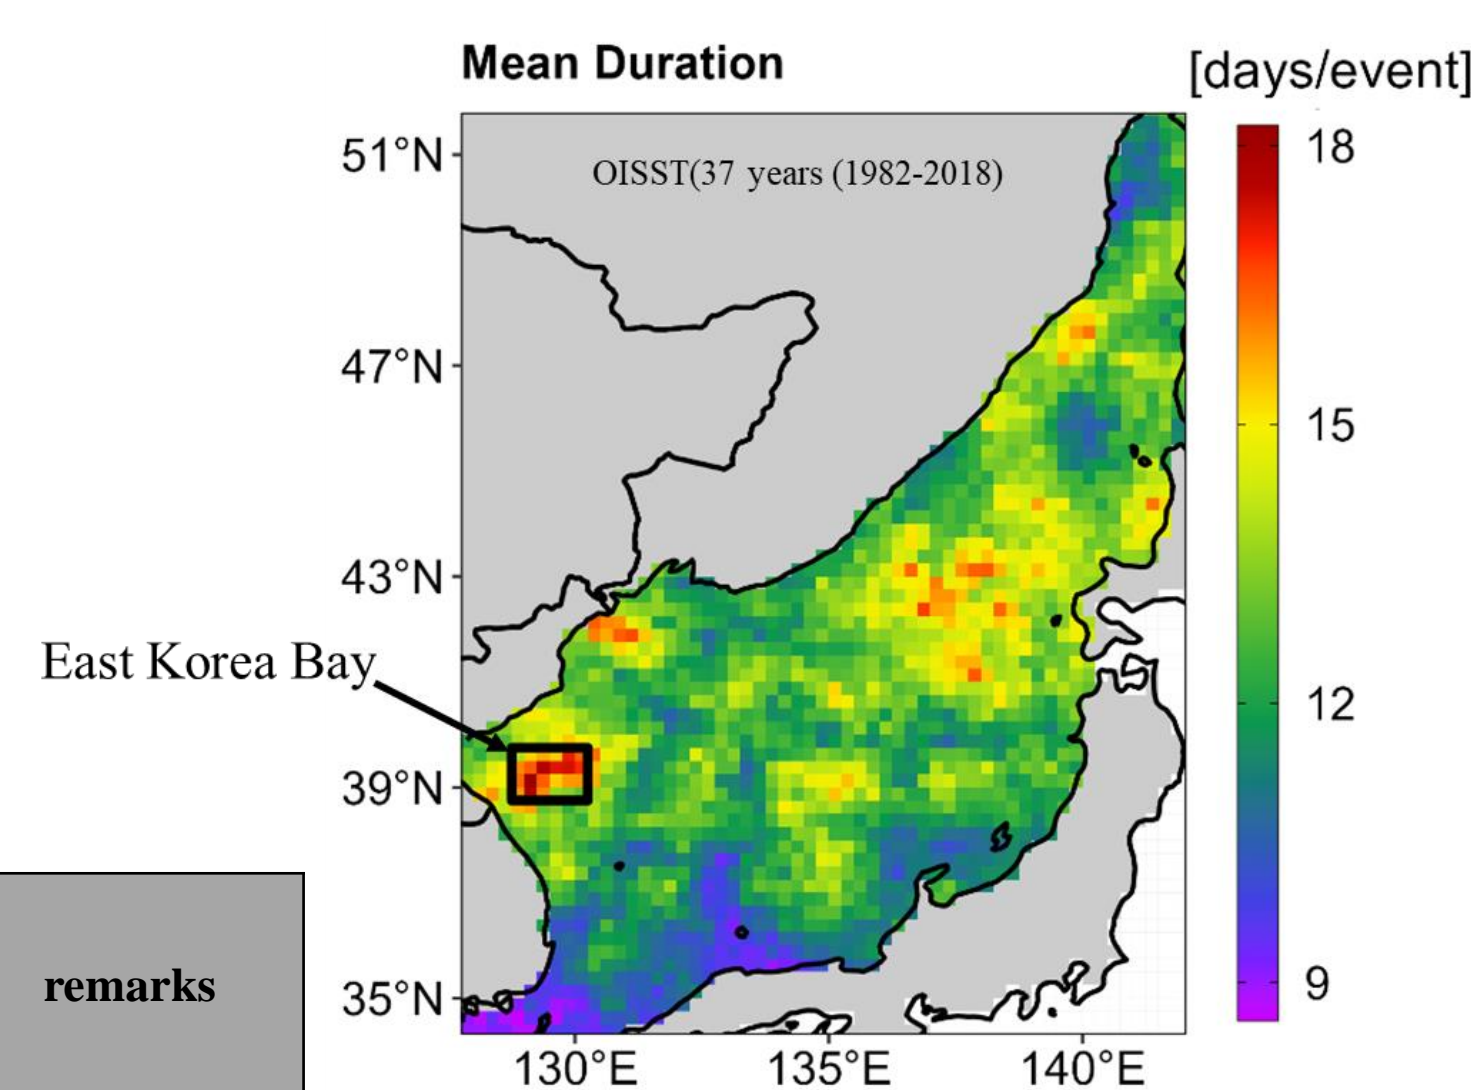 Mean Duration
[days/event]
51°N
OISST(37 years (1982-2018)
18
47°N
15
43°N
East Korea Bay
12
39°N
remarks
35°N
9
130°E 135°E 140°E